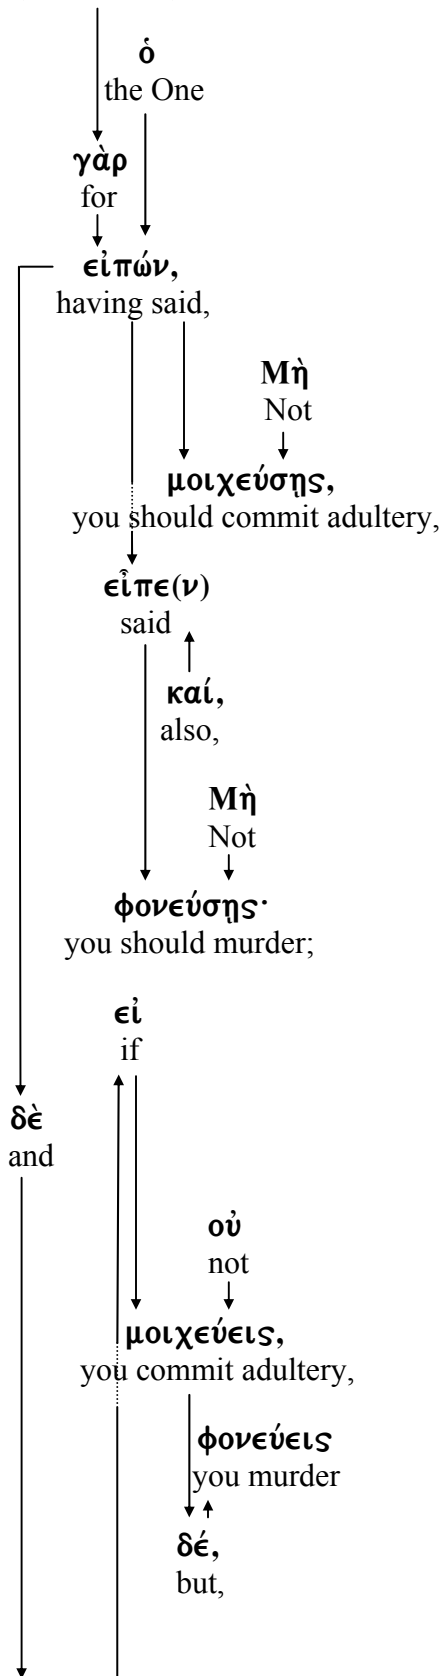 ὁ
the One
γὰρ
for
εἰπών,
having said,
Μὴ
Not
μοιχεύσῃς,
you should commit adultery,
εἶπε(ν)
said
καί,
also,
Μὴ
Not
φονεύσῃς·
you should murder;
εἰ
if
δὲ
and
οὐ
not
μοιχεύεις,
you commit adultery,
φονεύεις
you murder
δέ,
but,